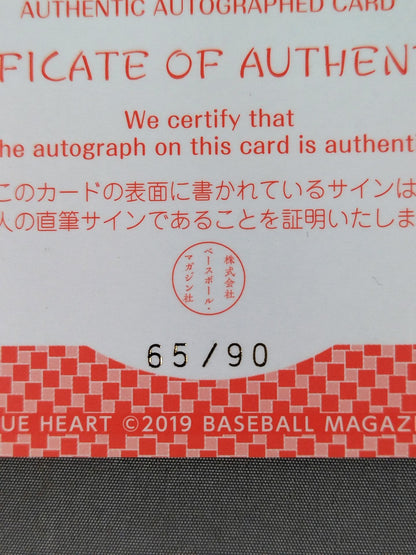 AUTHENTIC AUTOGRAPHED CARD
FICATE OF AUTHENT
We certify that
he autograph on this card is authenti
このカードの表面に書かれているサインは
人の直筆サインであることを証明いたしま
株式会社
ベースボール・
マガジン社
65/90
UE HEART ©2019 BASEBALL MAGAZI